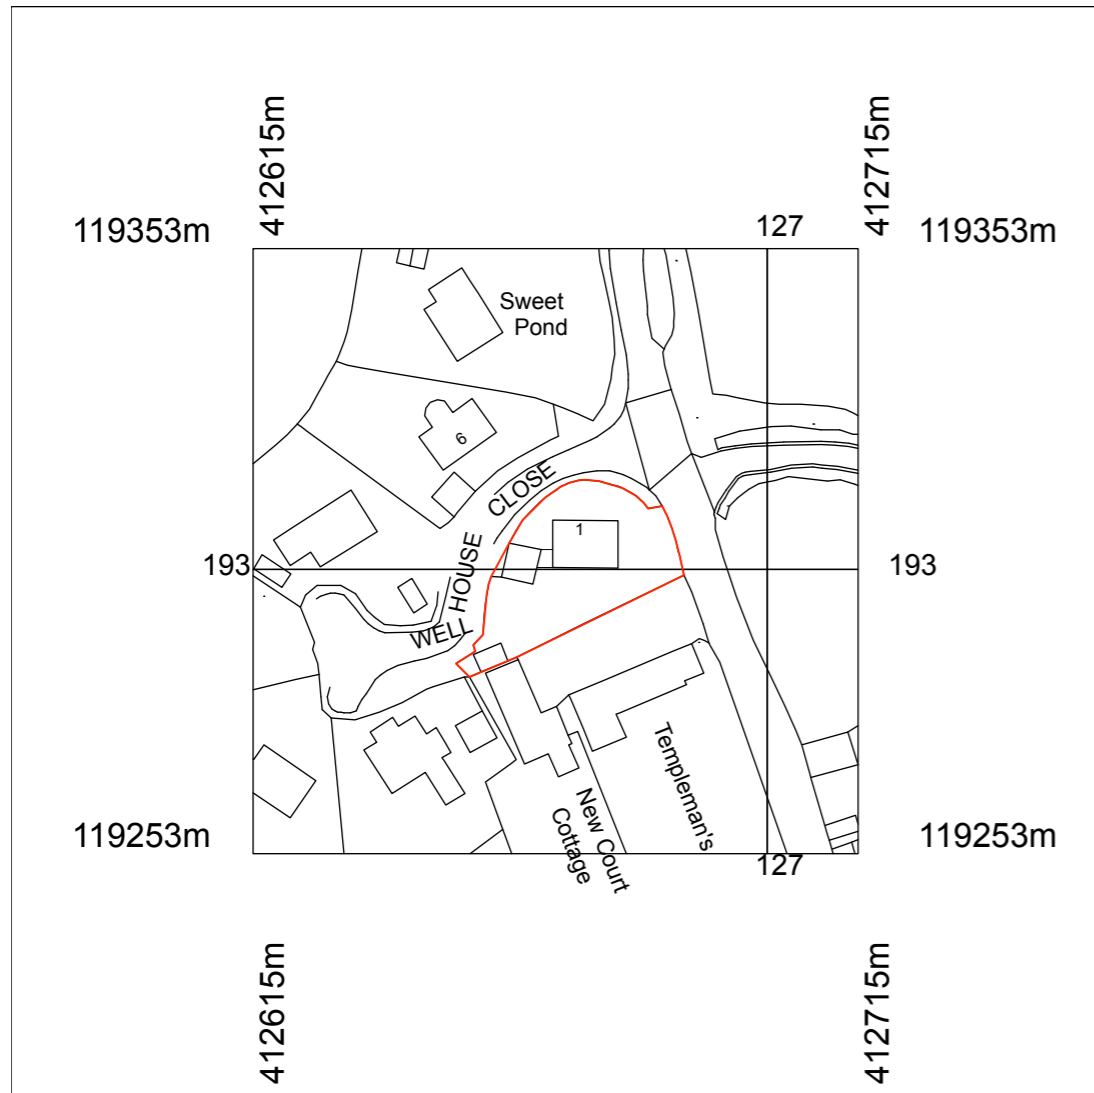 412615m
412715m
119353m
127
119353m
Sweet
Pond
6
CLOSE
1
HOUSE
193
193
WELL
Templeman's
New Court
Cottage
119253m
127
119253m
412615m
412715m